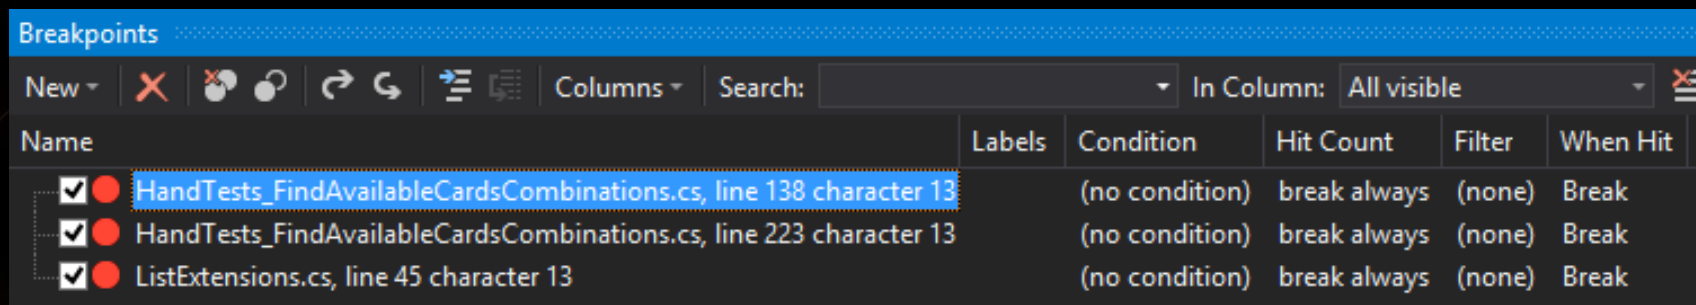 Breakpoints
New Columns Search: In Column: All visible
Name Labels Condition Hit Count Filter When Hit
HandTests_FindAvailableCardsCombinations.cs, line 138 character 13 (no condition) break always (none) Break
HandTests_FindAvailableCardsCombinations.cs, line 223 character 13 (no condition) break always (none) Break
ListExtensions.cs, line 45 character 13 (no condition) break always (none) Break